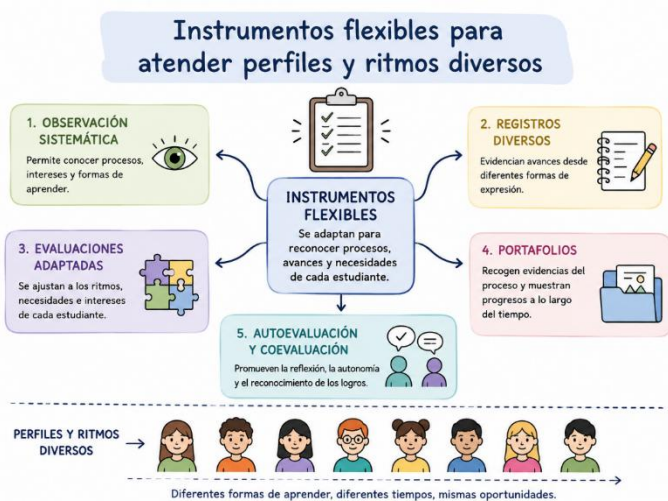 Instrumentos flexibles para
atender perfiles y ritmos diversos
1. OBSERVACIÓN
SISTEMÁTICA
Permite conocer procesos,
intereses y formas de
aprender.
2. REGISTROS
DIVERSOS
Evidencian avances desde
diferentes formas de
expresión.
INSTRUMENTOS
FLEXIBLES
Se adaptan para
reconocer procesos,
avances y necesidades
de cada estudiante.
3. EVALUACIONES
ADAPTADAS
Se ajustan a los ritmos,
necesidades e intereses
de cada estudiante.
4. PORTAFOLIOS
Recogen evidencias del
proceso y muestran
progresos a lo largo
del tiempo.
5. AUTOEVALUACIÓN
Y COEVALUACIÓN
Promueven la reflexión, la autonomía
y el reconocimiento de los logros.
PERFILES Y RITMOS
DIVERSOS
Diferentes formas de aprender, diferentes tiempos, mismas oportunidades.